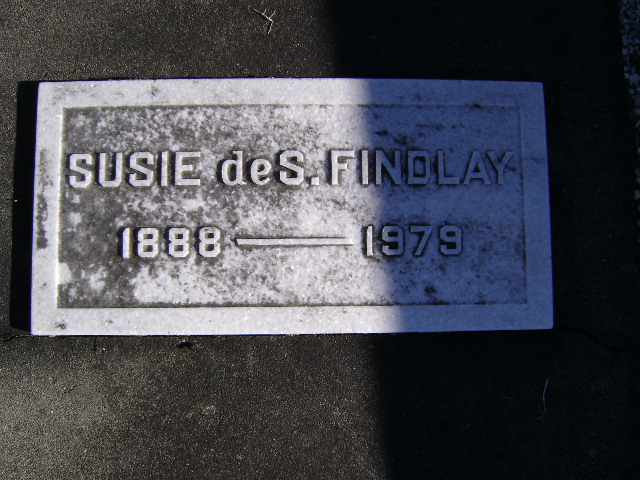 SUSIE deS. FINDLAY
1888 — 1979